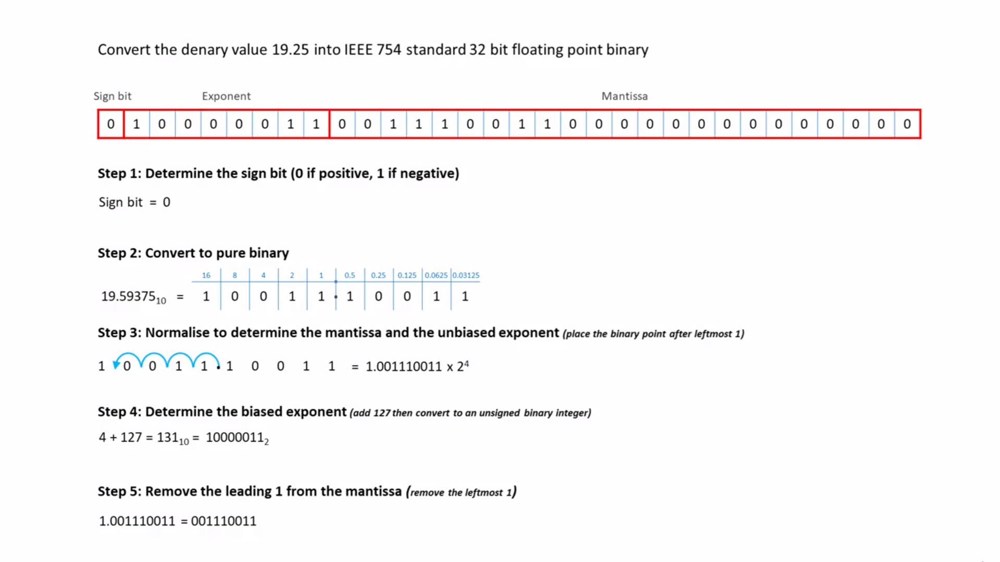 Convert the denary value 19.25 into IEEE 754 standard 32 bit floating point binary
Sign bit Exponent Mantissa
0 1 0 0 0 0 0 1 1 0 0 1 1 1 0 0 1 1 0 0 0 0 0 0 0 0 0 0 0 0 0 0
Step 1: Determine the sign bit (0 if positive, 1 if negative)
Sign bit = 0
Step 2: Convert to pure binary
16 8 4 2 1 . 0.5 0.25 0.125 0.0625 0.03125
19.59375₁₀ = 1 0 0 1 1 . 1 0 0 1 1
Step 3: Normalise to determine the mantissa and the unbiased exponent (place the binary point after leftmost 1)
1 0 0 1 1 . 1 0 0 1 1 = 1.001110011 x 2⁴
Step 4: Determine the biased exponent (add 127 then convert to an unsigned binary integer)
4 + 127 = 131₁₀ = 10000011₂
Step 5: Remove the leading 1 from the mantissa (remove the leftmost 1)
1.001110011 = 001110011